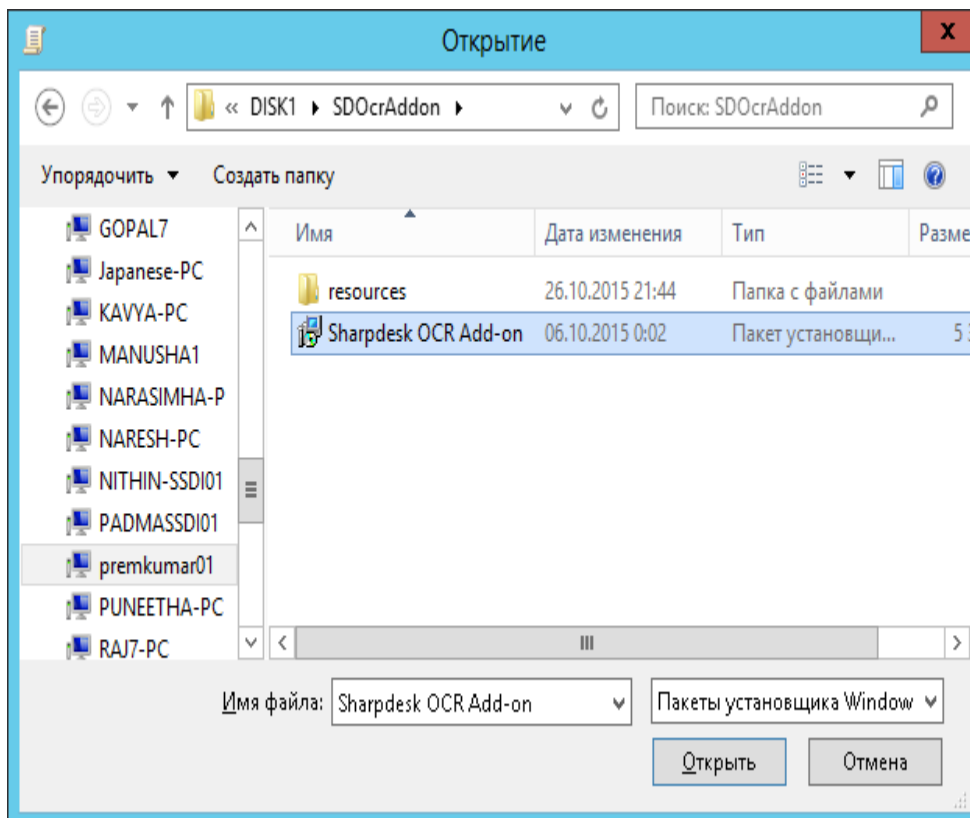 Открытие
x
« DISK1 SDOcrAddon
Поиск: SDOcrAddon
Упорядочить Создать папку
GOPAL7
Japanese-PC
KAVYA-PC
MANUSHA1
NARASIMHA-P
NARESH-PC
NITHIN-SSDI01
PADMASSDI01
premkumar01
PUNEETHA-PC
RAJ7-PC
Имя Дата изменения Тип Разме
resources 26.10.2015 21:44 Папка с файлами
Sharpdesk OCR Add-on 06.10.2015 0:02 Пакет установщи... 5
Имя файла: Sharpdesk OCR Add-on Пакеты установщика Window
Открыть Отмена